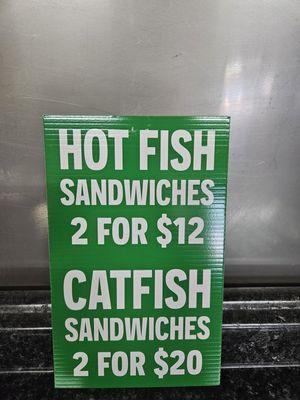 HOT FISH
SANDWICHES
2 FOR $12
CATFISH
SANDWICHES
2 FOR $20